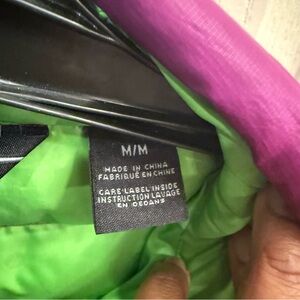 M/M
MADE IN CHINA
FABRIQUÉ EN CHINE
CARE LABEL INSIDE
INSTRUCTION LAVAGE
EN DEDANS